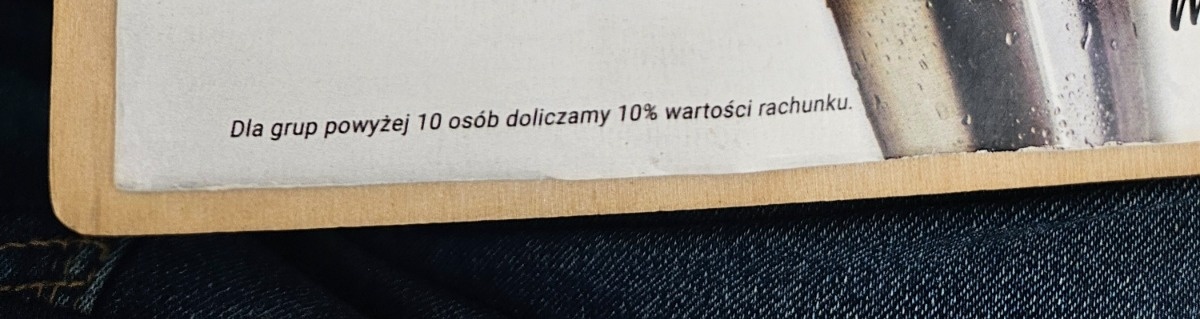 Dla grup powyżej 10 osób doliczamy 10% wartości rachunku.